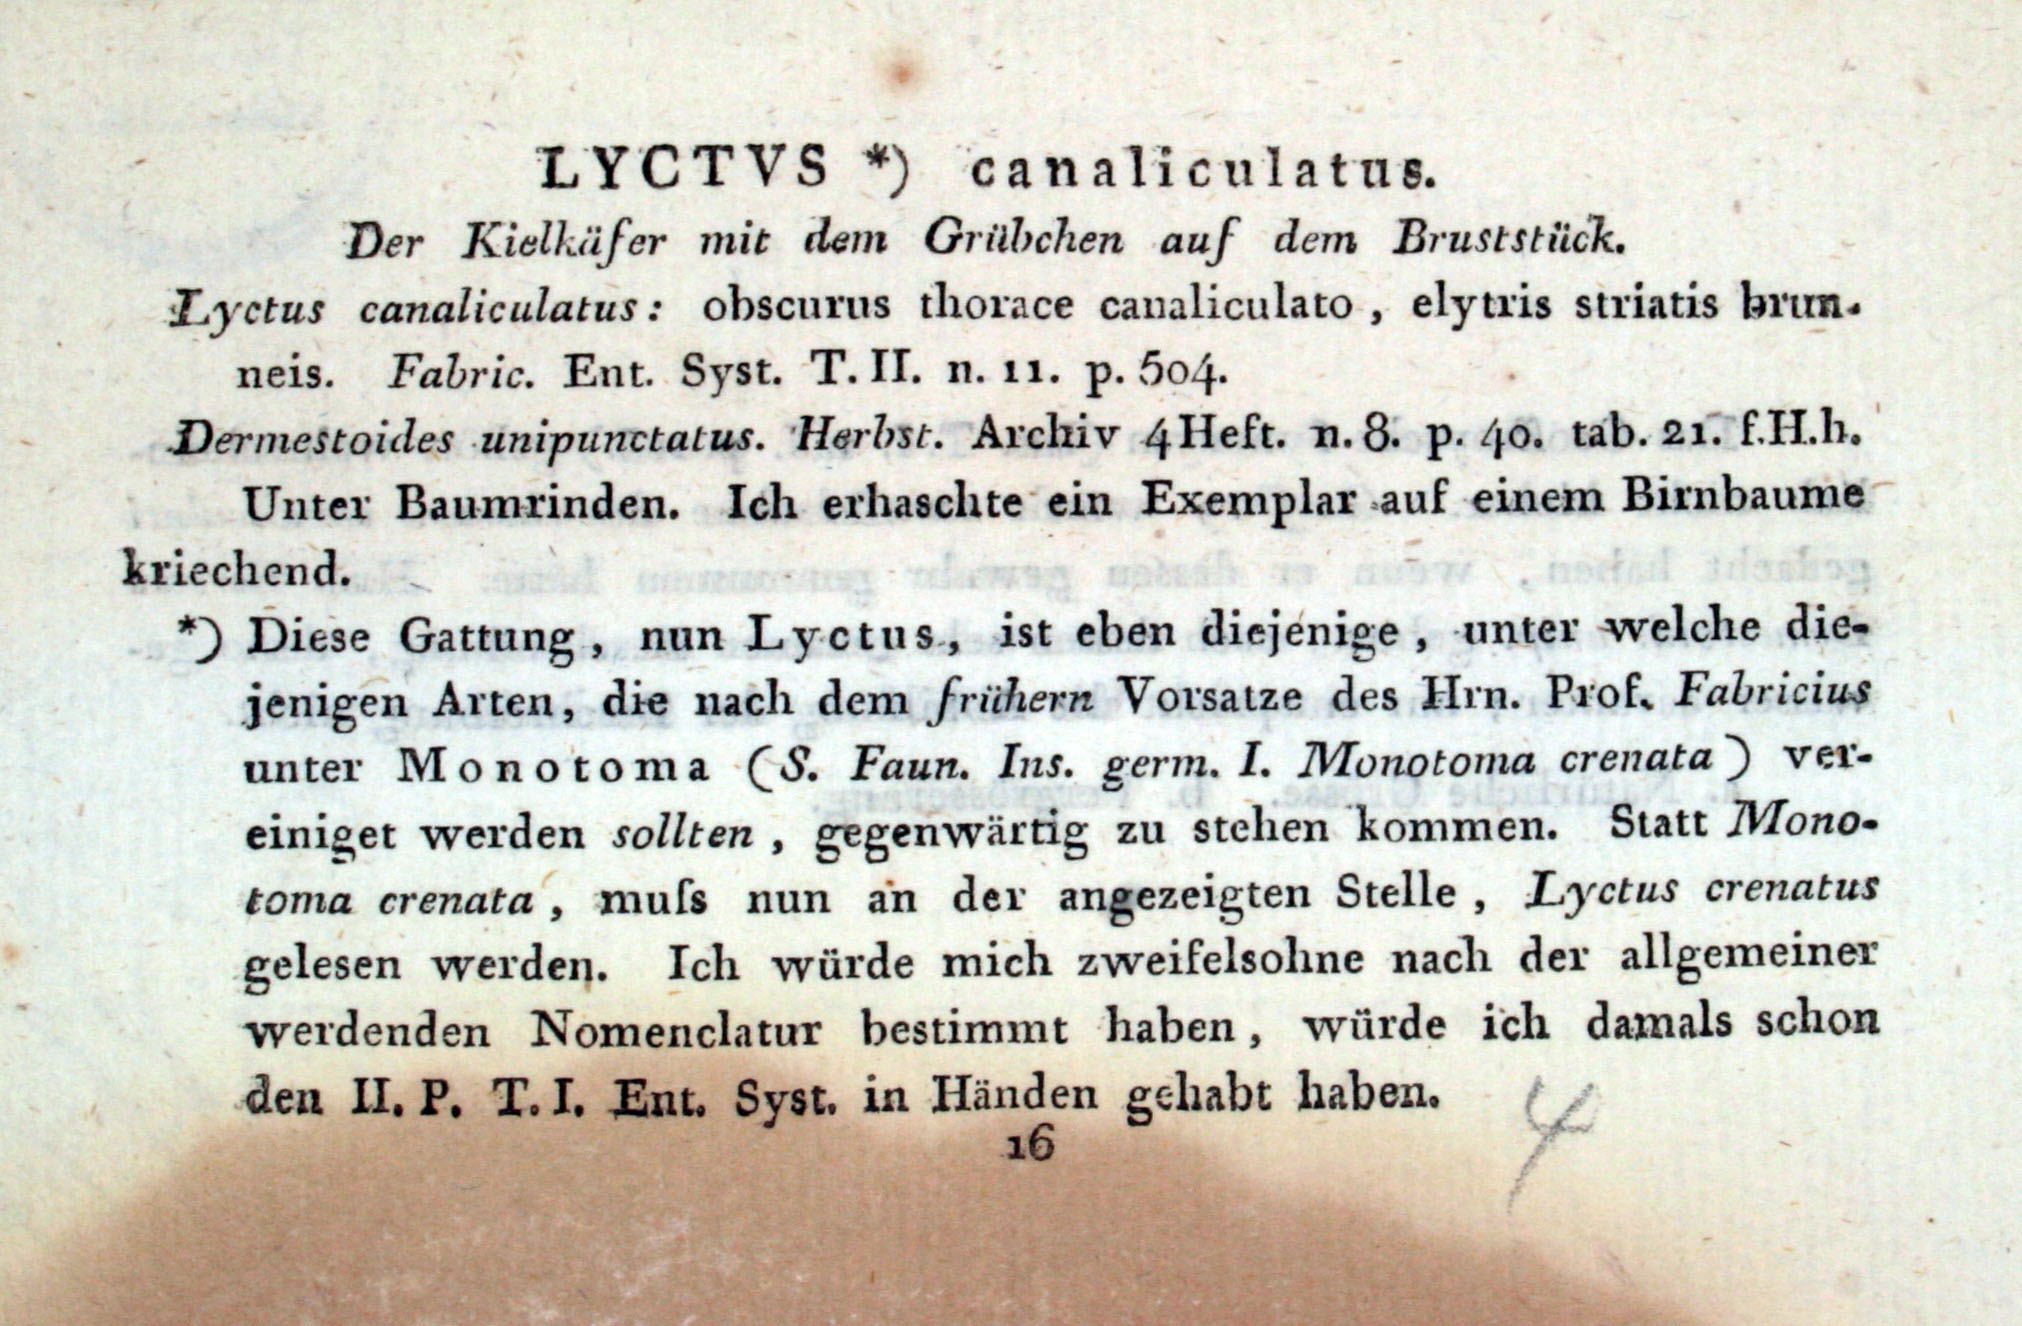 LYCTVS *) canaliculatus.
Der Kielkäfer mit dem Grübchen auf dem Bruststück.
Lyctus canaliculatus: obscurus thorace canaliculato, elytris striatis brun-
neis. Fabric. Ent. Syst. T. II. n. 11. p. 504.
Dermestoides unipunctatus. Herbst. Archiv 4 Heft. n. 8. p. 40. tab. 21. f. H. h.
Unter Baumrinden. Ich erhaschte ein Exemplar auf einem Birnbaume
kriechend.
*) Diese Gattung, nun Lyctus, ist eben diejenige, unter welche die-
jenigen Arten, die nach dem frühern Vorsatze des Hrn. Prof. Fabricius
unter Monotoma (S. Faun. Ins. germ. I. Monotoma crenata) ver-
einiget werden sollten, gegenwärtig zu stehen kommen. Statt Mono-
toma crenata, muſs nun an der angezeigten Stelle, Lyctus crenatus
gelesen werden. Ich würde mich zweifelsohne nach der allgemeiner
werdenden Nomenclatur bestimmt haben, würde ich damals schon
den II. P. T. I. Ent. Syst. in Händen gehabt haben.
16
4